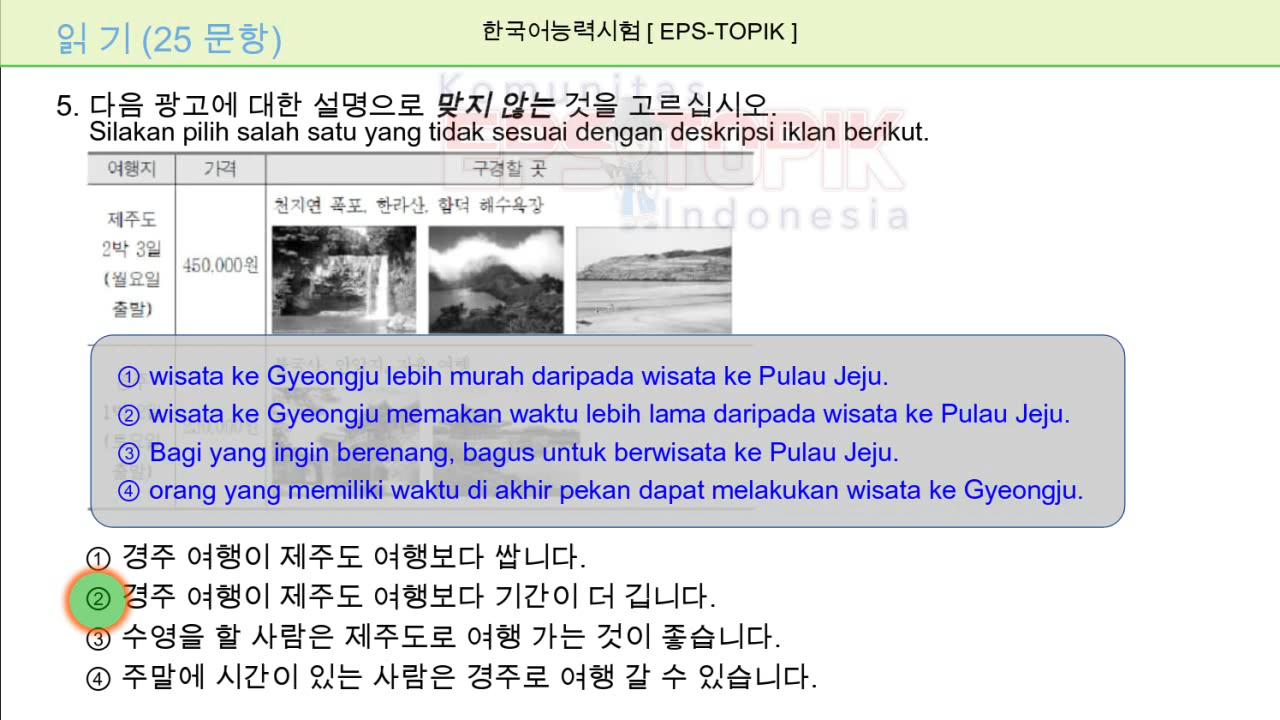 읽 기 (25 문항)
한국어능력시험 [ EPS-TOPIK ]
Komunitas
EPS TOPIK
Indonesia
5. 다음 광고에 대한 설명으로 맞지 않는 것을 고르십시오.
Silakan pilih salah satu yang tidak sesuai dengan deskripsi iklan berikut.
여행지 가격 구경할 곳
제주도
2박 3일
(월요일
출발)
450,000원
천지연 폭포, 한라산, 함덕 해수욕장
① wisata ke Gyeongju lebih murah daripada wisata ke Pulau Jeju.
② wisata ke Gyeongju memakan waktu lebih lama daripada wisata ke Pulau Jeju.
③ Bagi yang ingin berenang, bagus untuk berwisata ke Pulau Jeju.
④ orang yang memiliki waktu di akhir pekan dapat melakukan wisata ke Gyeongju.
① 경주 여행이 제주도 여행보다 쌉니다.
② 경주 여행이 제주도 여행보다 기간이 더 깁니다.
③ 수영을 할 사람은 제주도로 여행 가는 것이 좋습니다.
④ 주말에 시간이 있는 사람은 경주로 여행 갈 수 있습니다.